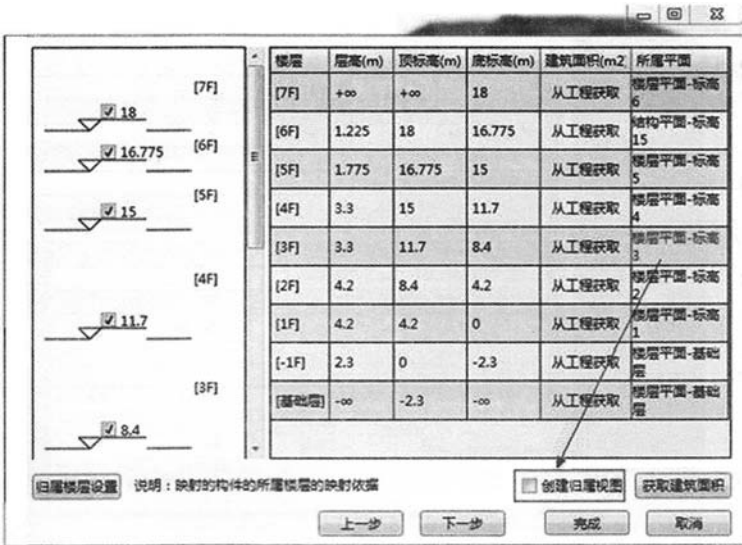 [7F]
18
[6F]
16.775
[5F]
15
[4F]
11.7
[3F]
8.4
楼层 层高(m) 顶标高(m) 底标高(m) 建筑面积(m2 所属平面
[7F] +∞ +∞ 18 从工程获取 楼层平面-标高6
[6F] 1.225 18 16.775 从工程获取 结构平面-标高15
[5F] 1.775 16.775 15 从工程获取 楼层平面-标高5
[4F] 3.3 15 11.7 从工程获取 楼层平面-标高4
[3F] 3.3 11.7 8.4 从工程获取 楼层平面-标高3
[2F] 4.2 8.4 4.2 从工程获取 楼层平面-标高2
[1F] 4.2 4.2 0 从工程获取 楼层平面-标高1
[-1F] 2.3 0 -2.3 从工程获取 楼层平面-基础层
[基础层] -∞ -2.3 -∞ 从工程获取 楼层平面-基础层
归属楼层设置 说明：映射的构件的所属楼层的映射依据 创建归属视图 获取建筑面积
上一步 下一步 完成 取消